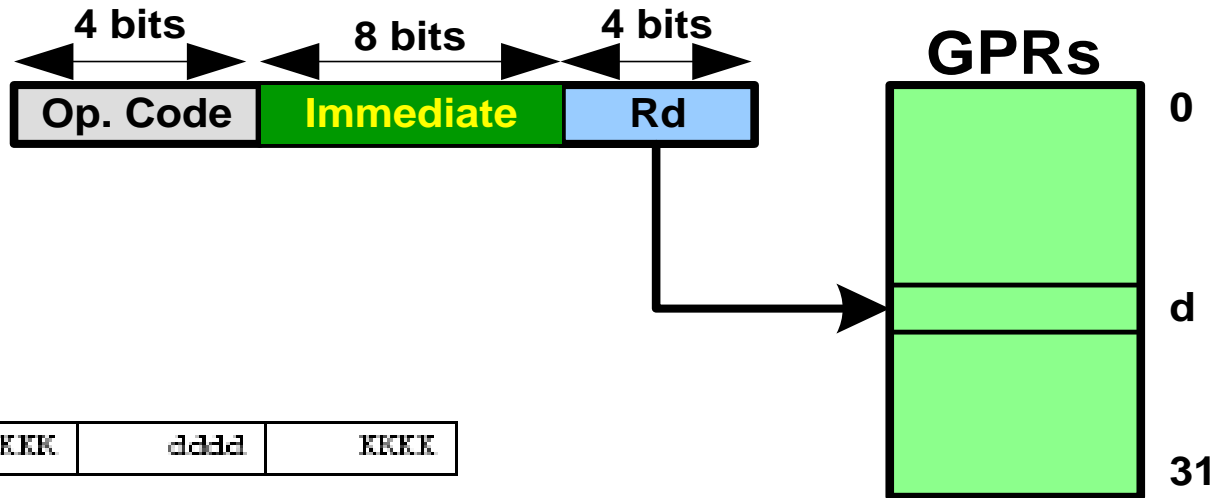 4 bits
8 bits
4 bits
Op. Code
Immediate
Rd
GPRs
0
d
31
KKK dddd KKKK